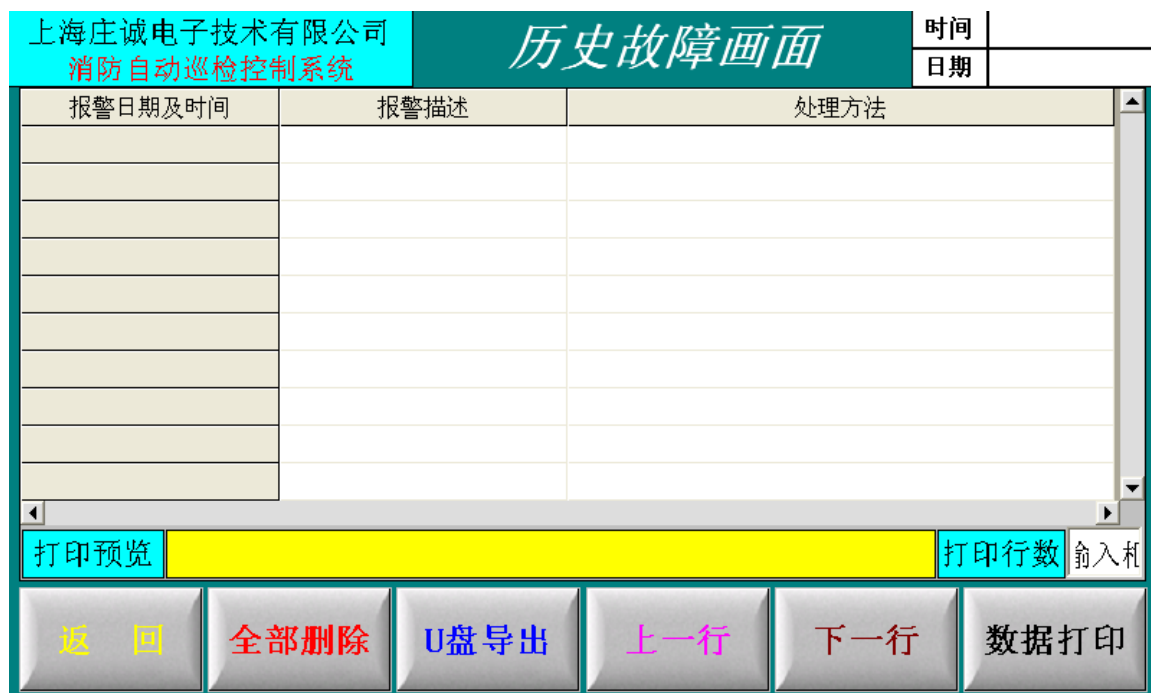 上海庄诚电子技术有限公司
消防自动巡检控制系统
历史故障画面
时间
日期
报警日期及时间 报警描述 处理方法
打印预览
打印行数
输入
返 回 全部删除 U盘导出 上一行 下一行 数据打印